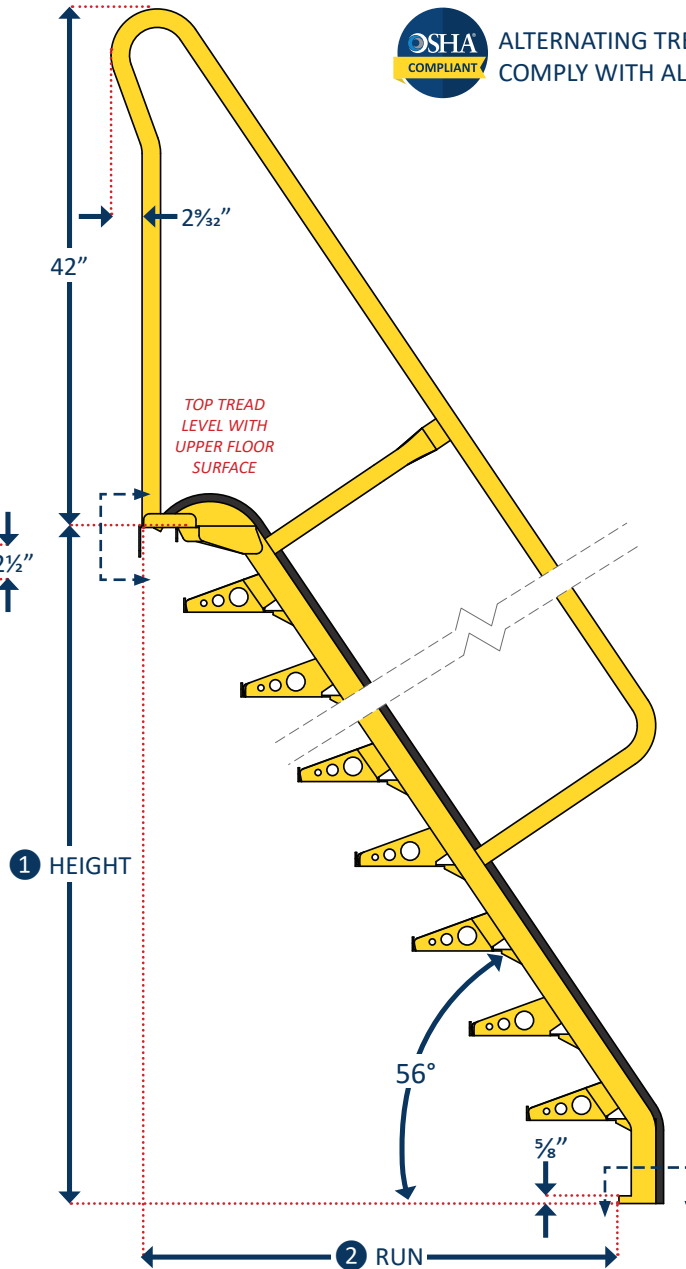 OSHA®
COMPLIANT
ALTERNATING TRE
COMPLY WITH AL
2⁹⁄₃₂”
42”
TOP TREAD
LEVEL WITH
UPPER FLOOR
SURFACE
2½”
1 HEIGHT
56°
⅝”
2 RUN